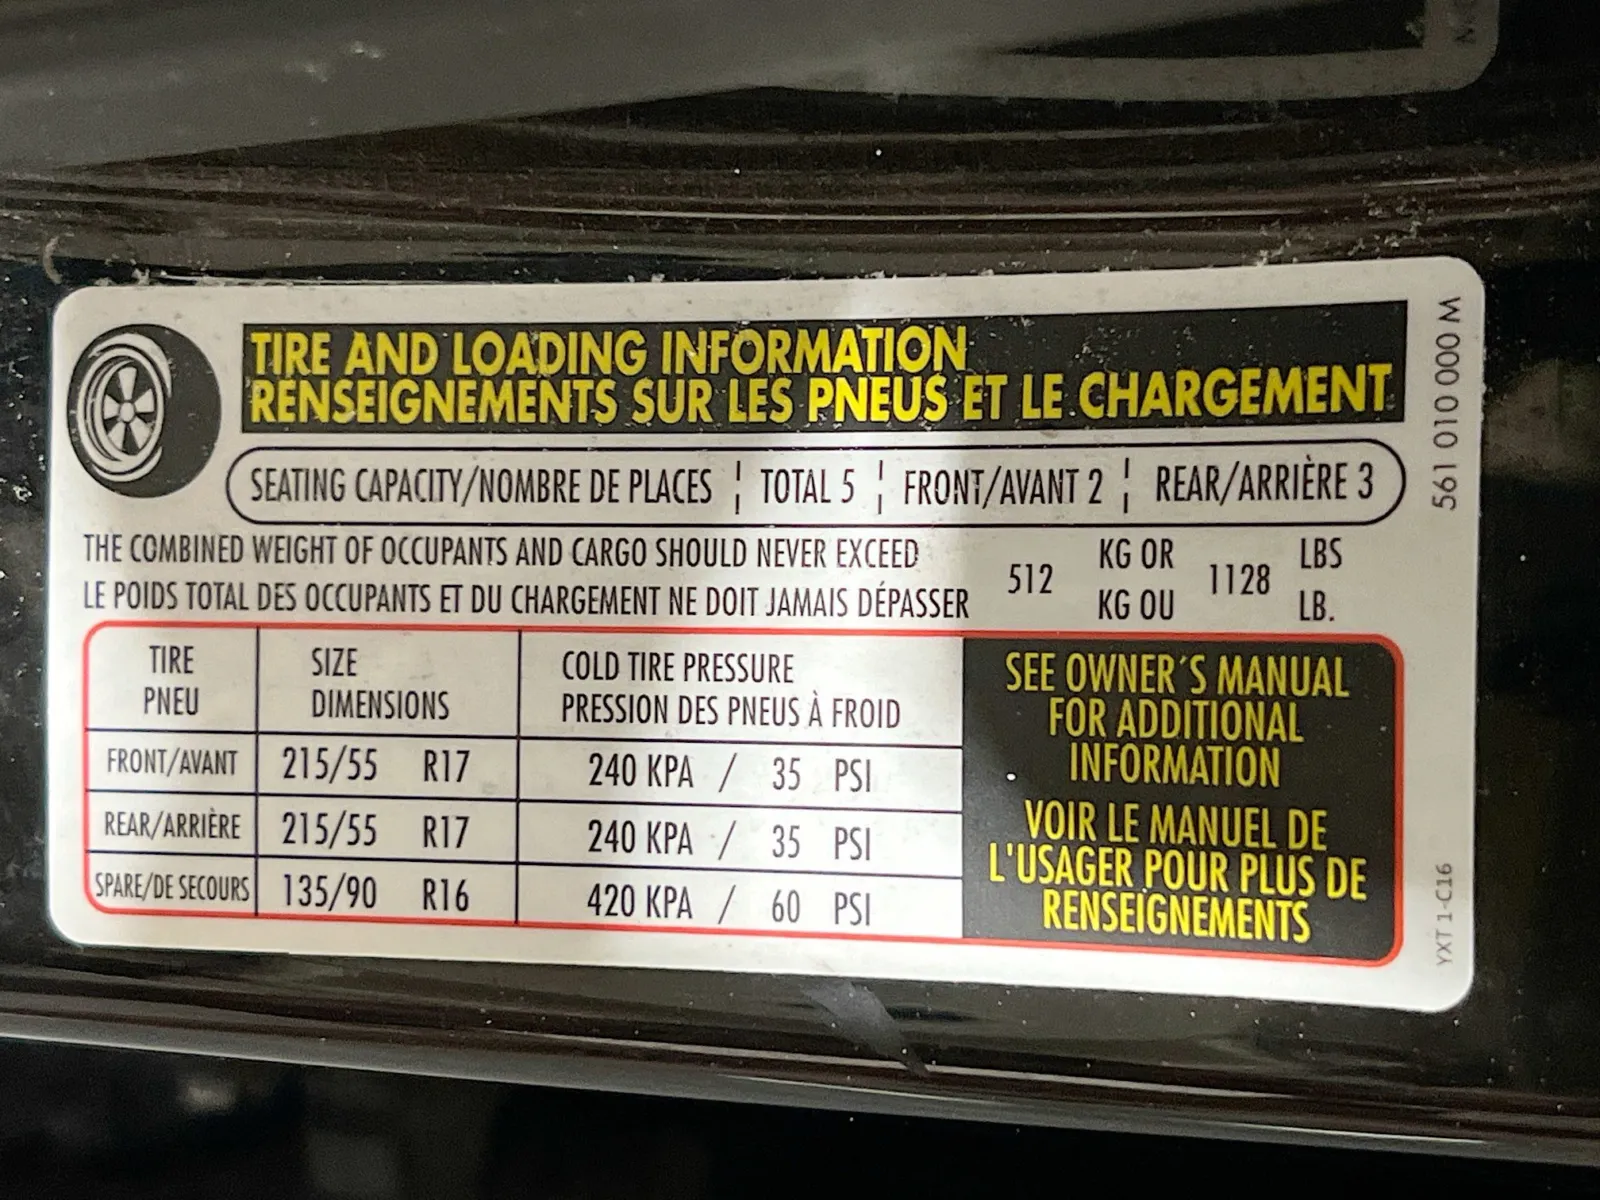 TIRE AND LOADING INFORMATION
RENSEIGNEMENTS SUR LES PNEUS ET LE CHARGEMENT
SEATING CAPACITY/NOMBRE DE PLACES ¦ TOTAL 5 ¦ FRONT/AVANT 2 ¦ REAR/ARRIÈRE 3
THE COMBINED WEIGHT OF OCCUPANTS AND CARGO SHOULD NEVER EXCEED 512 KG OR 1128 LBS
LE POIDS TOTAL DES OCCUPANTS ET DU CHARGEMENT NE DOIT JAMAIS DÉPASSER KG OU LB.
TIRE SIZE COLD TIRE PRESSURE
PNEU DIMENSIONS PRESSION DES PNEUS À FROID
FRONT/AVANT 215/55 R17 240 KPA / 35 PSI
REAR/ARRIÈRE 215/55 R17 240 KPA / 35 PSI
SPARE/DE SECOURS 135/90 R16 420 KPA / 60 PSI
SEE OWNER´S MANUAL
FOR ADDITIONAL
INFORMATION
VOIR LE MANUEL DE
L'USAGER POUR PLUS DE
RENSEIGNEMENTS
561 010 000 M
YXT 1-C16